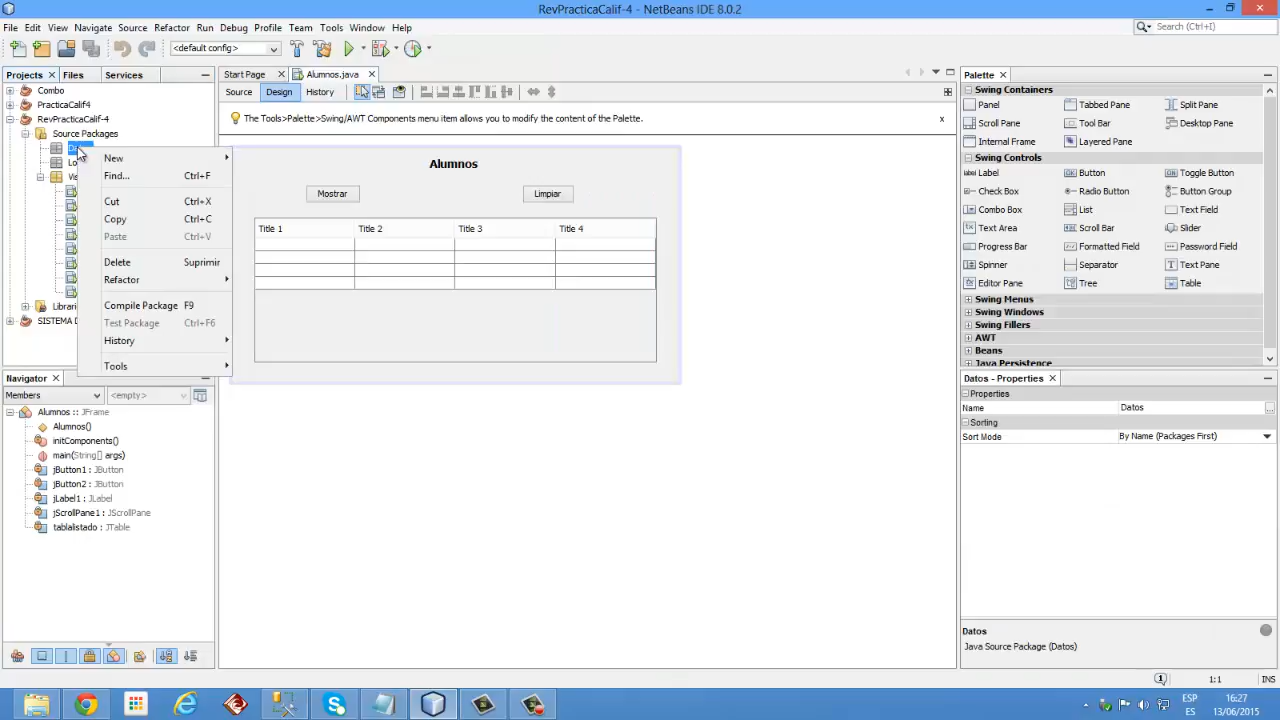 RevPracticaCalif-4 - NetBeans IDE 8.0.2
File Edit View Navigate Source Refactor Run Debug Profile Team Tools Window Help
Search (Ctrl+I)
<default config>
Projects Files Services
Start Page Alumnos.java
Palette
Source Design History
Combo
PracticaCalif4
RevPracticaCalif-4
Source Packages
The Tools>Palette>Swing/AWT Components menu item allows you to modify the content of the Palette.
x
New
Find... Ctrl+F
Cut Ctrl+X
Copy Ctrl+C
Paste Ctrl+V
Delete Suprimir
Refactor
Compile Package F9
Test Package Ctrl+F6
History
Tools
Alumnos
Mostrar Limpiar
Title 1 Title 2 Title 3 Title 4
Swing Containers
Panel Tabbed Pane Split Pane
Scroll Pane Tool Bar Desktop Pane
Internal Frame Layered Pane
Swing Controls
Label Button Toggle Button
Check Box Radio Button Button Group
Combo Box List Text Field
Text Area Scroll Bar Slider
Progress Bar Formatted Field Password Field
Spinner Separator Text Pane
Editor Pane Tree Table
Swing Menus
Swing Windows
Swing Fillers
AWT
Beans
Java Persistence
Navigator
Members <empty>
Alumnos :: JFrame
Alumnos()
initComponents()
main(String[] args)
jButton1 : JButton
jButton2 : JButton
jLabel1 : JLabel
jScrollPane1 : JScrollPane
tablalistado : JTable
Datos - Properties
Properties
Name Datos
Sorting
Sort Mode By Name (Packages First)
Datos
Java Source Package (Datos)
1:1 INS
ESP
ES
16:27
13/06/2015